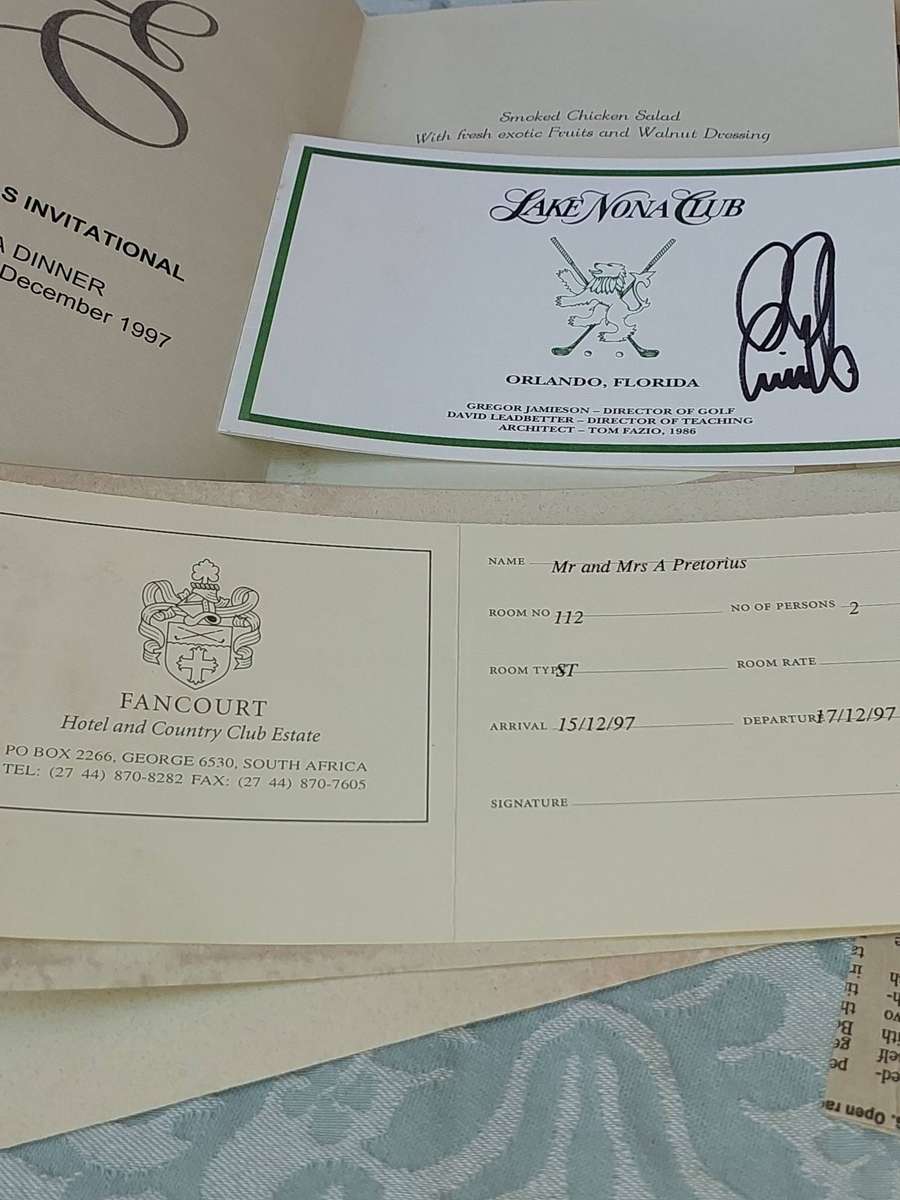 E
S INVITATIONAL
A DINNER
December 1997
Smoked Chicken Salad
With fresh exotic Fruits and Walnut Dressing
LAKE NONA CLUB
ORLANDO, FLORIDA
GREGOR JAMIESON – DIRECTOR OF GOLF
DAVID LEADBETTER – DIRECTOR OF TEACHING
ARCHITECT – TOM FAZIO, 1986
FANCOURT
Hotel and Country Club Estate
PO BOX 2266, GEORGE 6530, SOUTH AFRICA
TEL: (27 44) 870-8282 FAX: (27 44) 870-7605
NAME Mr and Mrs A Pretorius
ROOM NO 112 NO OF PERSONS 2
ROOM TYPE ST ROOM RATE
ARRIVAL 15/12/97 DEPARTURE 17/12/97
SIGNATURE
. Open